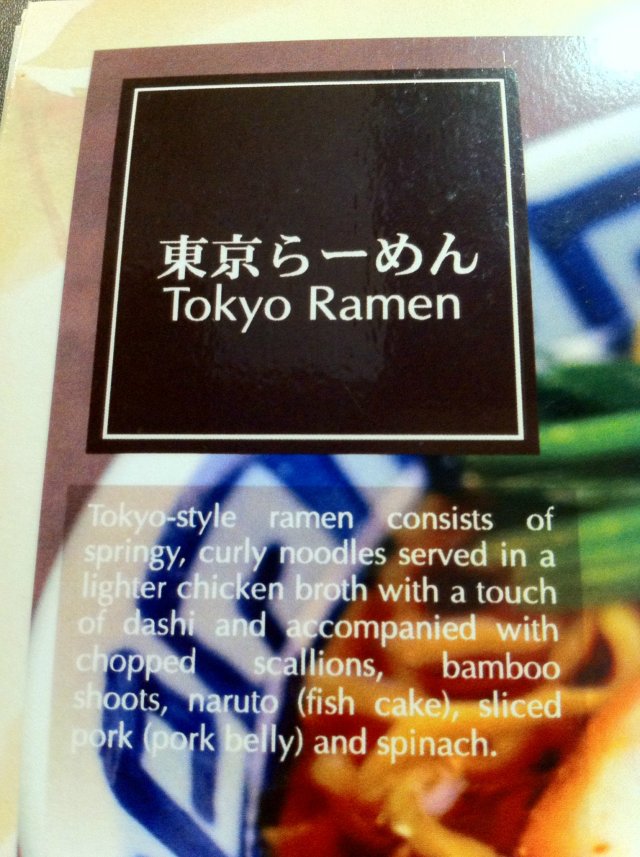 東京らーめん
Tokyo Ramen
Tokyo-style ramen consists of
springy, curly noodles served in a
lighter chicken broth with a touch
of dashi and accompanied with
chopped scallions, bamboo
shoots, naruto (fish cake), sliced
pork (pork belly) and spinach.